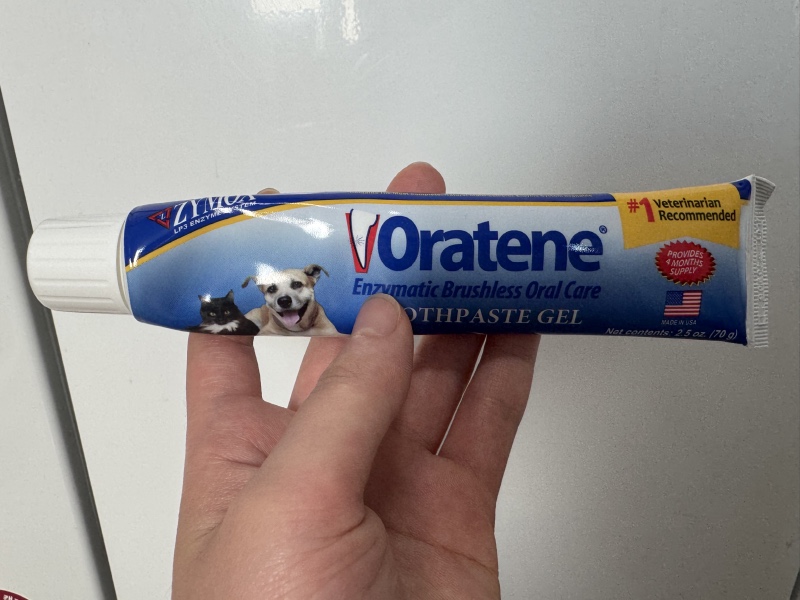 ZYMOX
LP3 ENZYME SYSTEM
Oratene®
Enzymatic Brushless Oral Care
OTHPASTE GEL
#1 Veterinarian
Recommended
PROVIDES
4 MONTHS
SUPPLY
MADE IN USA
Net contents: 2.5 oz. (70 g)